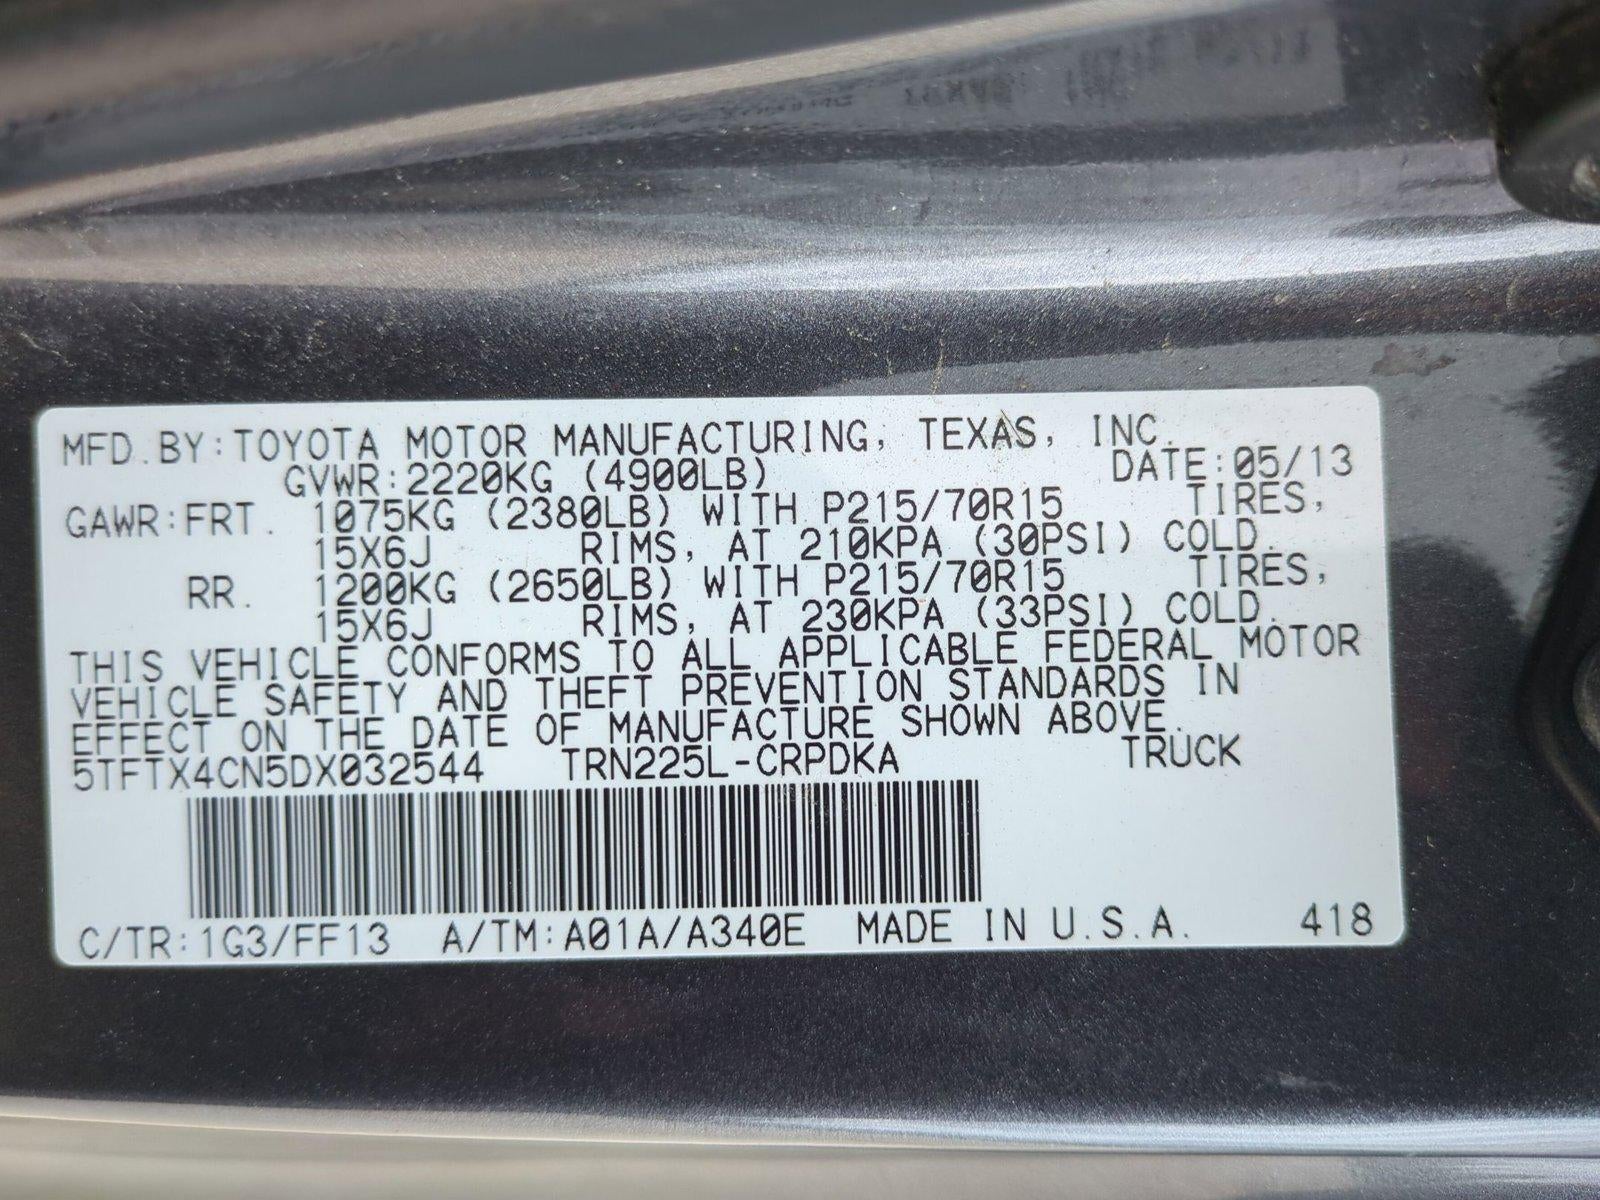 MFD.BY:TOYOTA MOTOR MANUFACTURING, TEXAS, INC.
GVWR:2220KG (4900LB) DATE:05/13
GAWR:FRT. 1075KG (2380LB) WITH P215/70R15 TIRES,
15X6J RIMS, AT 210KPA (30PSI) COLD.
RR. 1200KG (2650LB) WITH P215/70R15 TIRES,
15X6J RIMS, AT 230KPA (33PSI) COLD.
THIS VEHICLE CONFORMS TO ALL APPLICABLE FEDERAL MOTOR
VEHICLE SAFETY AND THEFT PREVENTION STANDARDS IN
EFFECT ON THE DATE OF MANUFACTURE SHOWN ABOVE.
5TFTX4CN5DX032544 TRN225L-CRPDKA TRUCK
C/TR:1G3/FF13 A/TM:A01A/A340E MADE IN U.S.A. 418